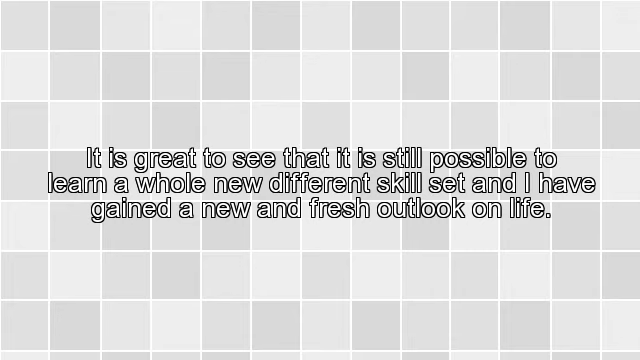 It is great to see that it is still possible to
learn a whole new different skill set and I have
gained a new and fresh outlook on life.